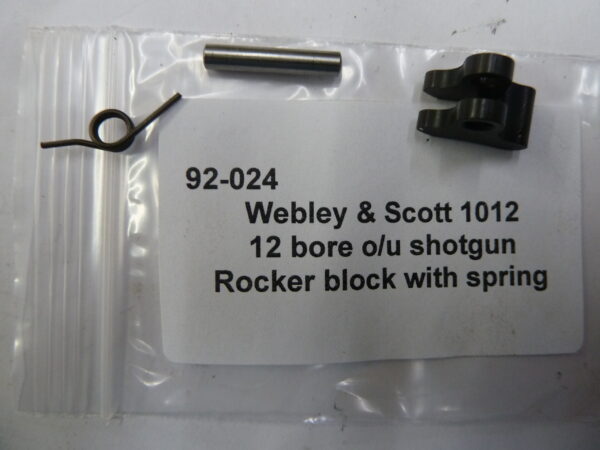 92-024
Webley & Scott 1012
12 bore o/u shotgun
Rocker block with spring